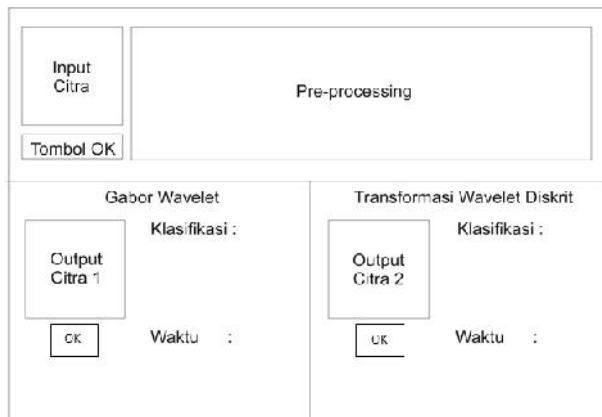 Input
Citra
Pre-processing
Tombol OK
Gabor Wavelet
Klasifikasi :
Output
Citra 1
OK
Waktu :
Transformasi Wavelet Diskrit
Klasifikasi :
Output
Citra 2
OK
Waktu :